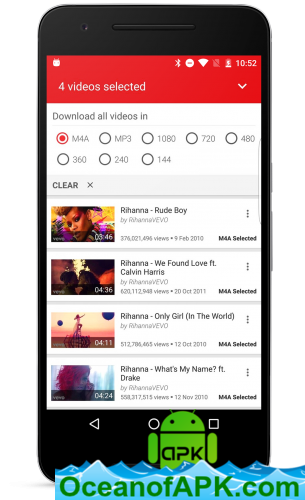 10:52
4 videos selected
Download all videos in
M4A MP3 1080 720 480
360 240 144
CLEAR ×
03:46
Rihanna - Rude Boy
by RihannaVEVO
376,021,496 views • 9 Feb 2010 M4A Selected
04:36
Rihanna - We Found Love ft.
Calvin Harris
by RihannaVEVO
620,112,948 views • 20 Oct 2011 M4A Selected
04:11
Rihanna - Only Girl (In The World)
by RihannaVEVO
512,786,465 views • 12 Oct 2010 M4A Selected
04:24
Rihanna - What's My Name? ft.
Drake
by RihannaVEVO
558,317,515 views • 12 Nov 2010 M4A Selected
apk
OceanofAPK.com